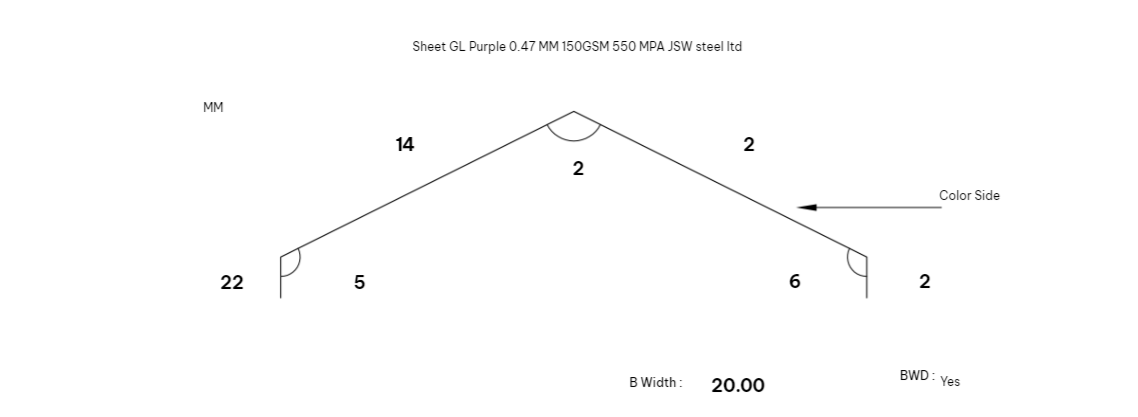 Sheet GL Purple 0.47 MM 150GSM 550 MPA JSW steel ltd
MM
14
2
2
Color Side
22
5
6
2
B Width : 20.00
BWD : Yes